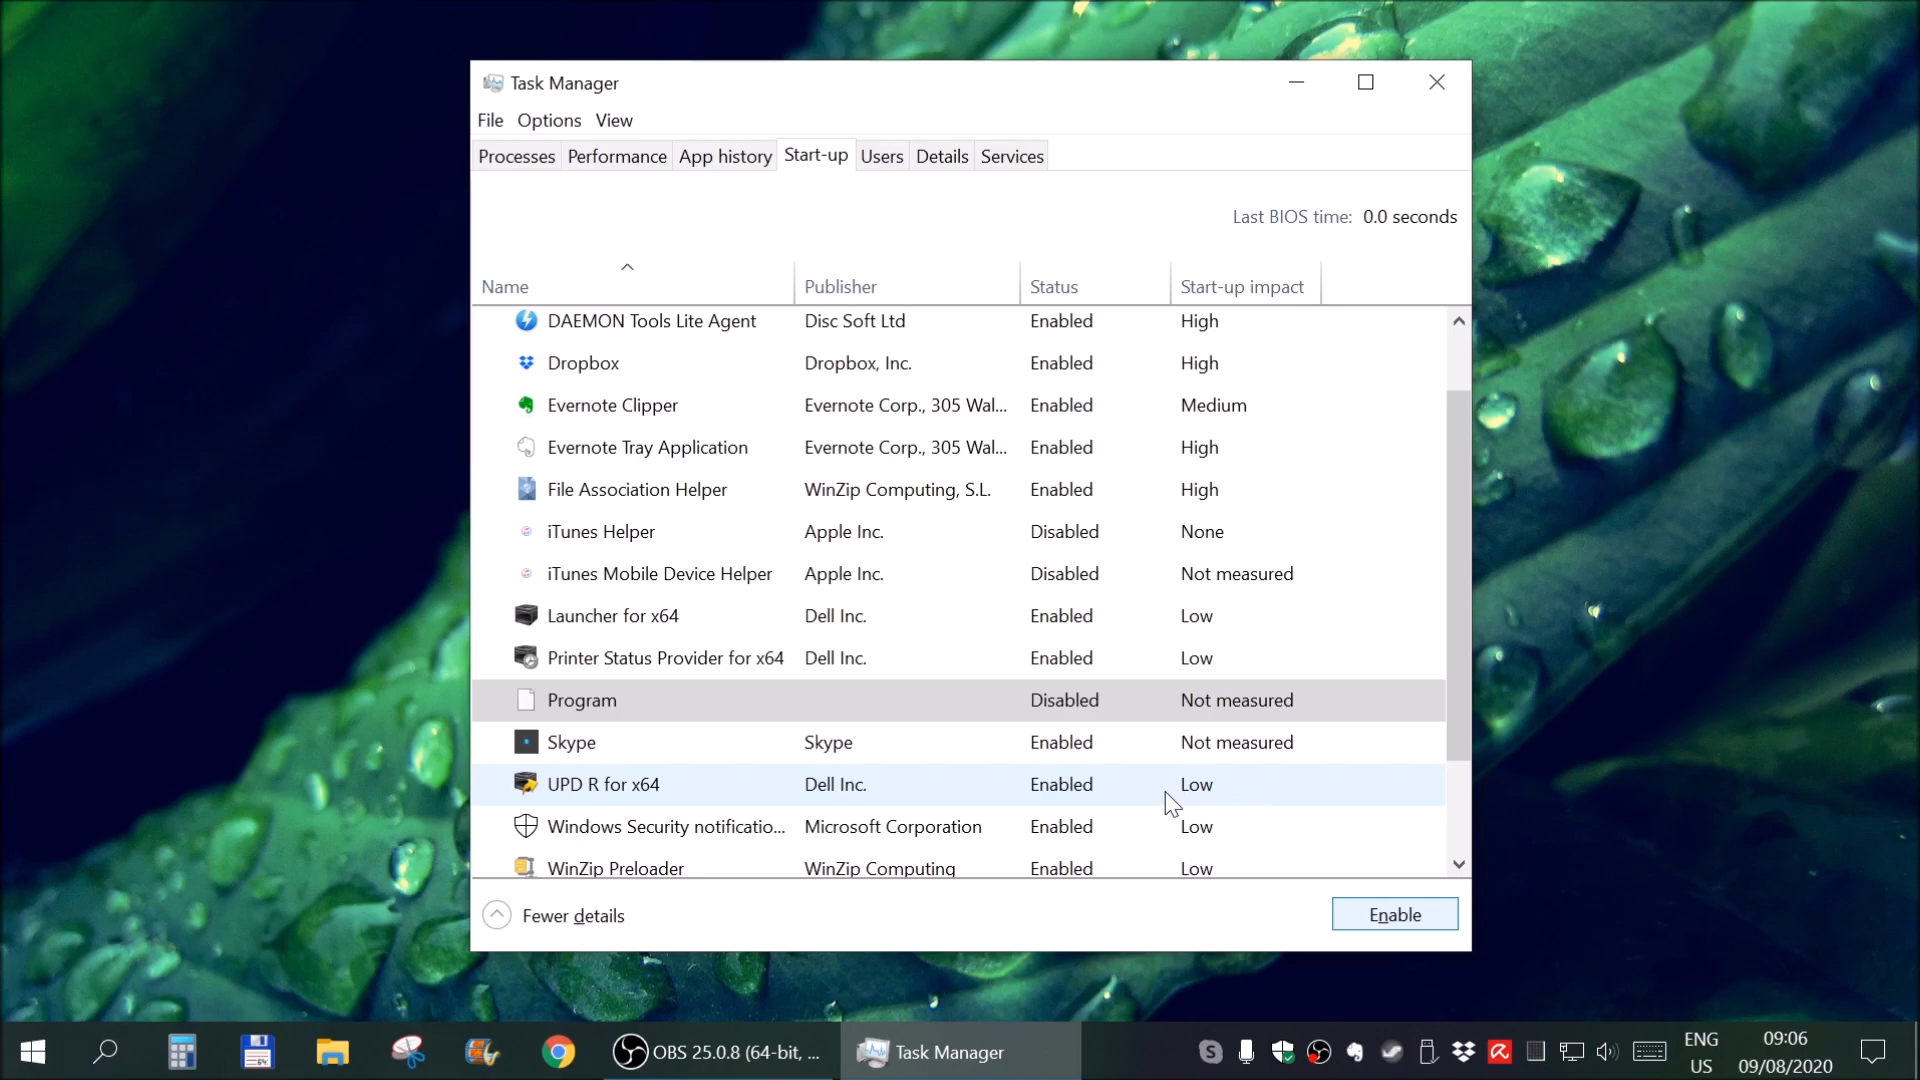 Task Manager
File Options View
Processes Performance App history Start-up Users Details Services
Last BIOS time: 0.0 seconds
Name Publisher Status Start-up impact
DAEMON Tools Lite Agent Disc Soft Ltd Enabled High
Dropbox Dropbox, Inc. Enabled High
Evernote Clipper Evernote Corp., 305 Wal... Enabled Medium
Evernote Tray Application Evernote Corp., 305 Wal... Enabled High
File Association Helper WinZip Computing, S.L. Enabled High
iTunes Helper Apple Inc. Disabled None
iTunes Mobile Device Helper Apple Inc. Disabled Not measured
Launcher for x64 Dell Inc. Enabled Low
Printer Status Provider for x64 Dell Inc. Enabled Low
Program Disabled Not measured
Skype Skype Enabled Not measured
UPD R for x64 Dell Inc. Enabled Low
Windows Security notificatio... Microsoft Corporation Enabled Low
WinZip Preloader WinZip Computing Enabled Low
Fewer details Enable
OBS 25.0.8 (64-bit, ... Task Manager ENG 09:06
US 09/08/2020